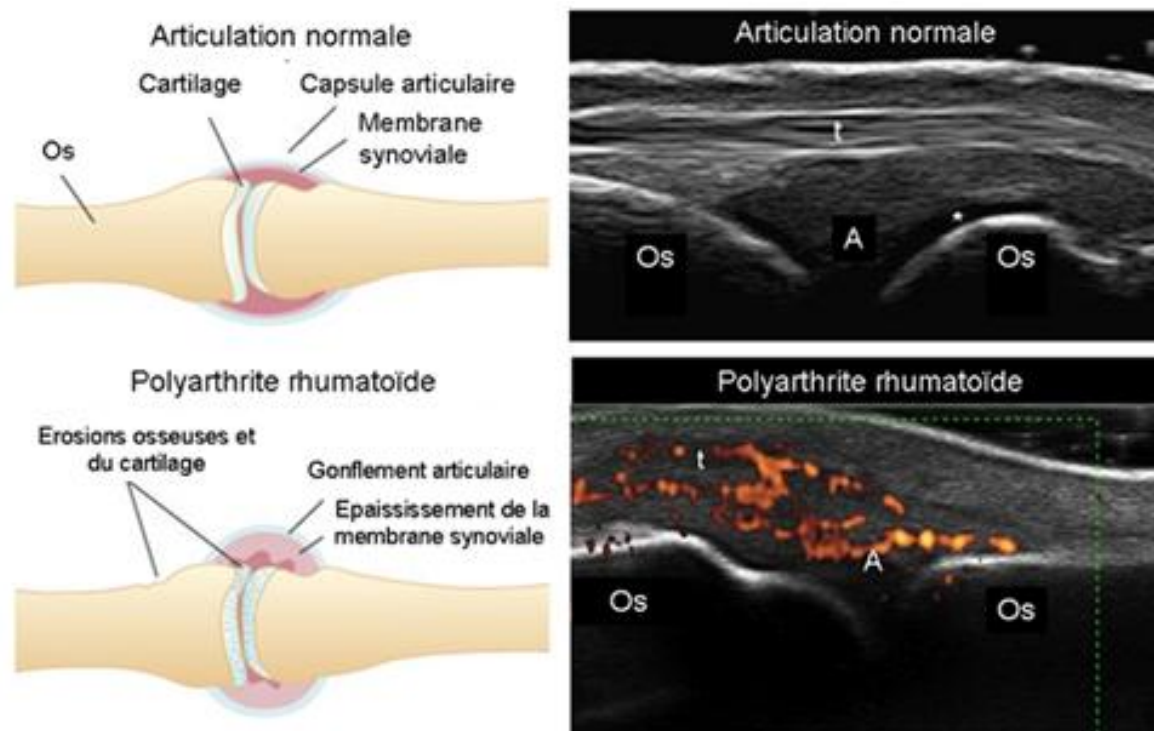 Articulation normale
Cartilage
Capsule articulaire
Membrane
synoviale
Os
Articulation normale
t
A
*
Os
Os
Polyarthrite rhumatoïde
Erosions osseuses et
du cartilage
Gonflement articulaire
Epaississement de la
membrane synoviale
Polyarthrite rhumatoïde
t
A
Os
Os